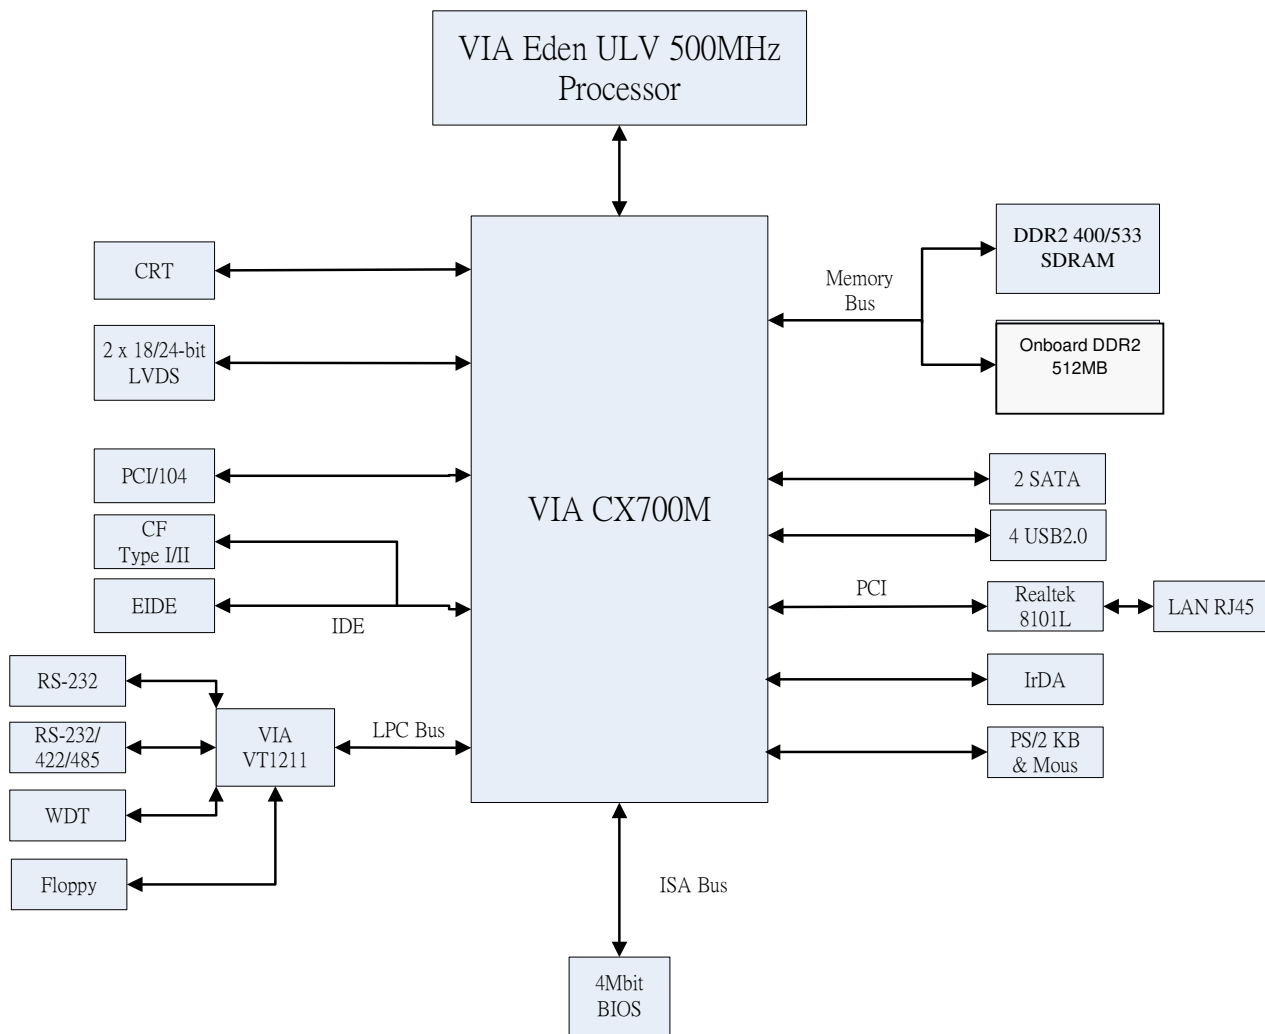 VIA Eden ULV 500MHz
Processor
CRT
2 x 18/24-bit
LVDS
PCI/104
CF
Type I/II
EIDE
IDE
RS-232
RS-232/
422/485
WDT
Floppy
VIA
VT1211
LPC Bus
VIA CX700M
Memory
Bus
DDR2 400/533
SDRAM
Onboard DDR2
512MB
2 SATA
4 USB2.0
PCI
Realtek
8101L
LAN RJ45
IrDA
PS/2 KB
& Mous
ISA Bus
4Mbit
BIOS